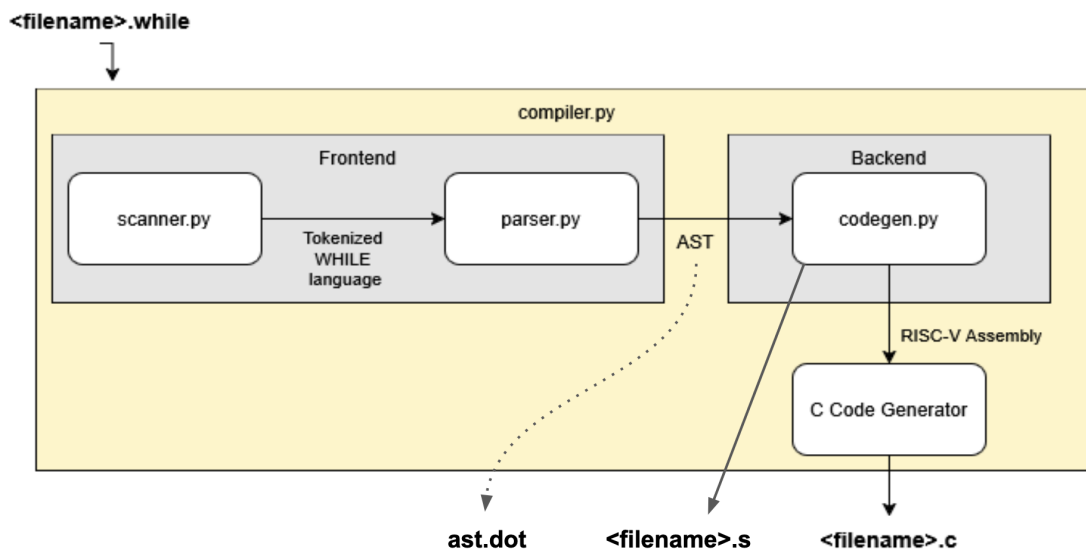 <filename>.while
compiler.py
Frontend
Backend
scanner.py
parser.py
codegen.py
Tokenized
WHILE
language
AST
RISC-V Assembly
C Code Generator
ast.dot
<filename>.s
<filename>.c